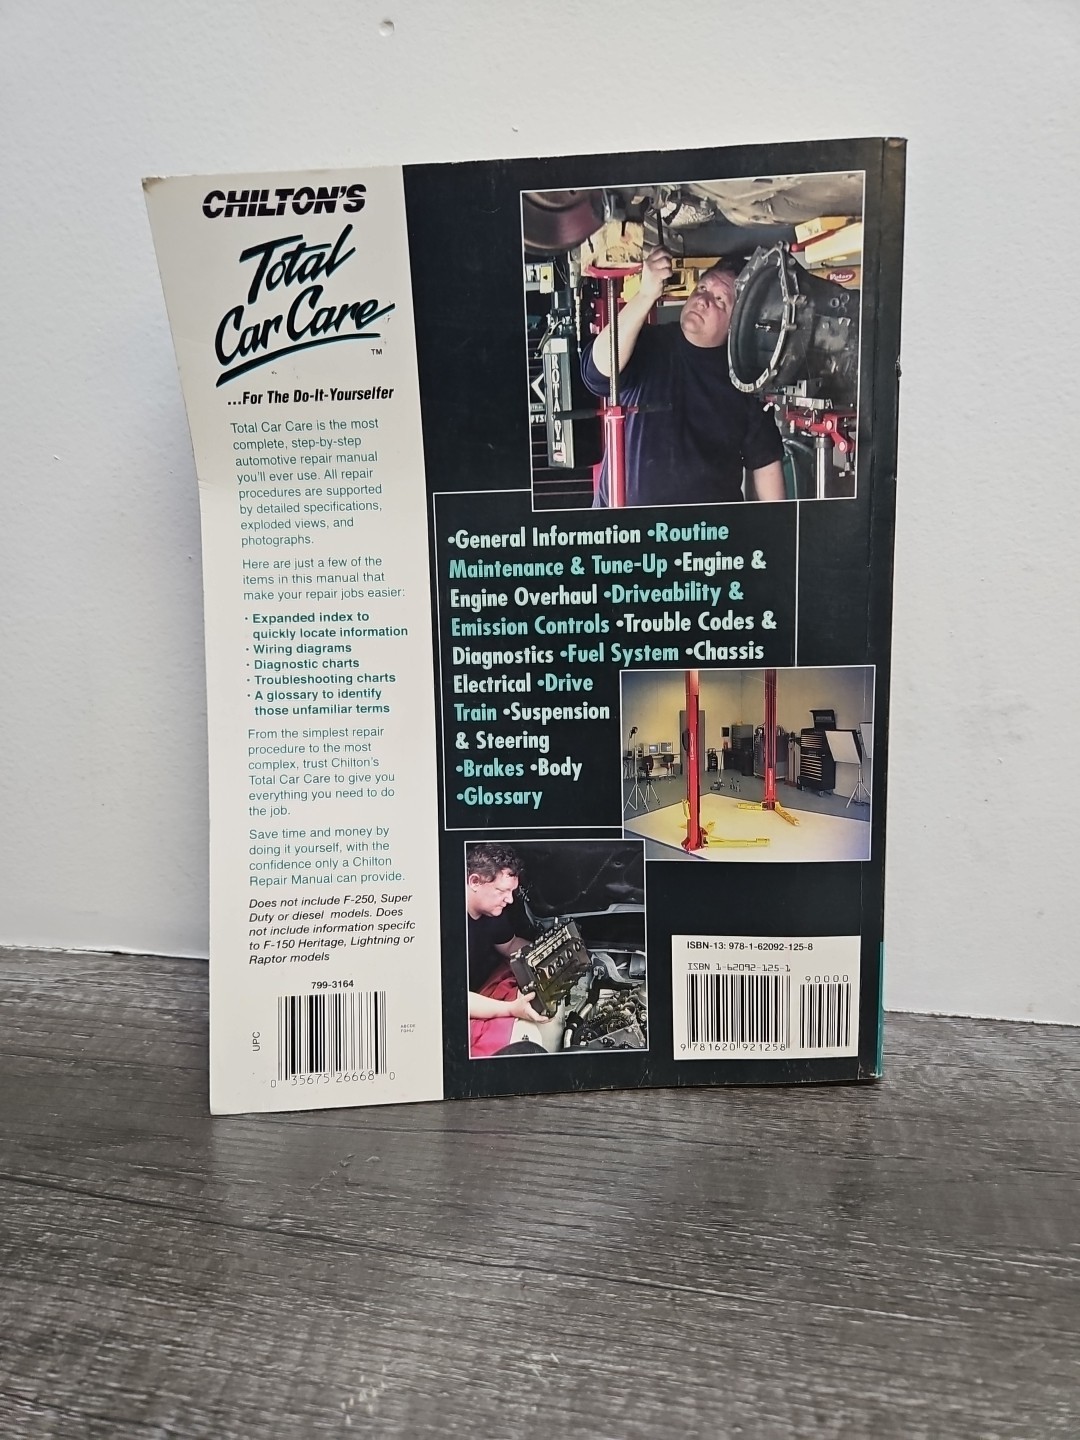 CHILTON'S
Total
Car Care
™
...For The Do-It-Yourselfer
Total Car Care is the most
complete, step-by-step
automotive repair manual
you'll ever use. All repair
procedures are supported
by detailed specifications,
exploded views, and
photographs.
Here are just a few of the
items in this manual that
make your repair jobs easier:
· Expanded index to
quickly locate information
· Wiring diagrams
· Diagnostic charts
· Troubleshooting charts
· A glossary to identify
those unfamiliar terms
From the simplest repair
procedure to the most
complex, trust Chilton's
Total Car Care to give you
everything you need to do
the job.
Save time and money by
doing it yourself, with the
confidence only a Chilton
Repair Manual can provide.
Does not include F-250, Super
Duty or diesel models. Does
not include information specifc
to F-150 Heritage, Lightning or
Raptor models
799-3164
UPC
0 35675 26668 0
ROTARY
•General Information •Routine
Maintenance & Tune-Up •Engine &
Engine Overhaul •Driveability &
Emission Controls •Trouble Codes &
Diagnostics •Fuel System •Chassis
Electrical •Drive
Train •Suspension
& Steering
•Brakes •Body
•Glossary
ISBN-13: 978-1-62092-125-8
ISBN 1-62092-125-1
90000
9 781620 921258